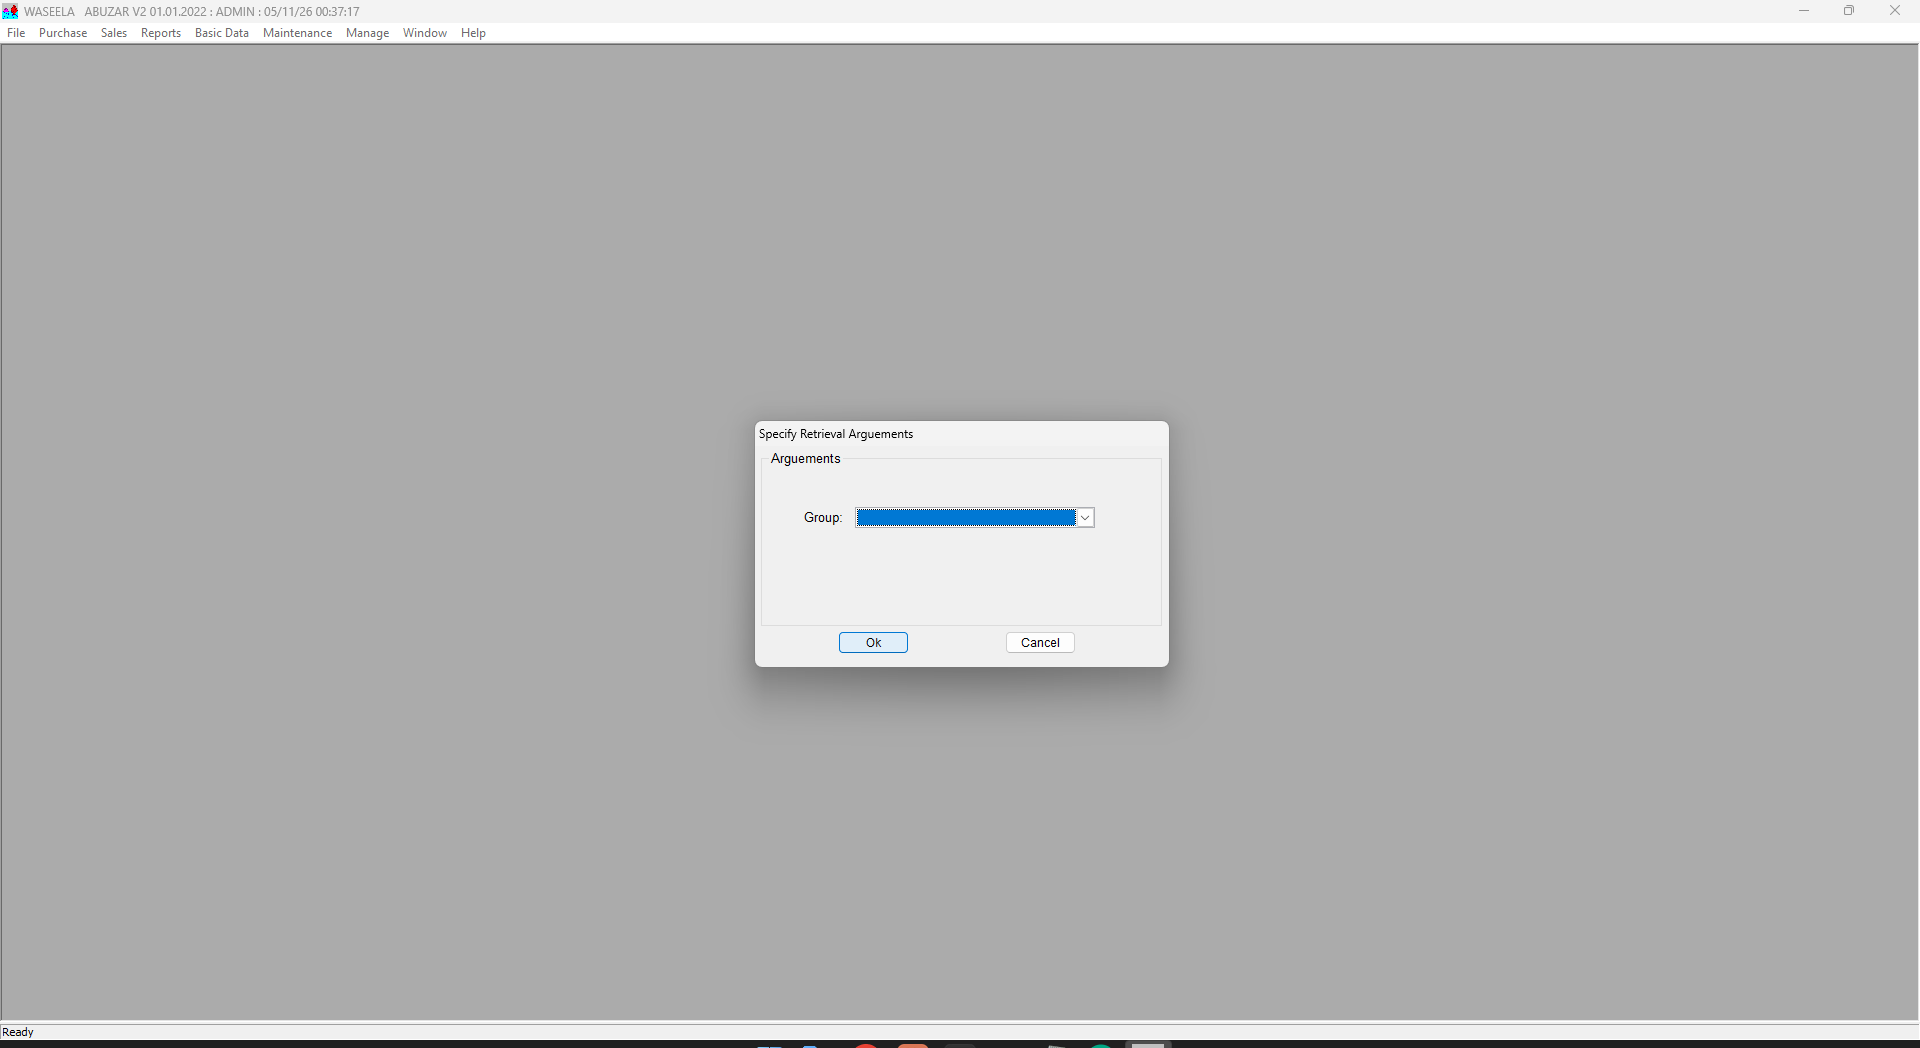 WASEELA   ABUZAR V2 01.01.2022 : ADMIN : 05/11/26 00:37:17
File Purchase Sales Reports Basic Data Maintenance Manage Window Help
Specify Retrieval Arguements
Arguements
Group:
Ok Cancel
Ready